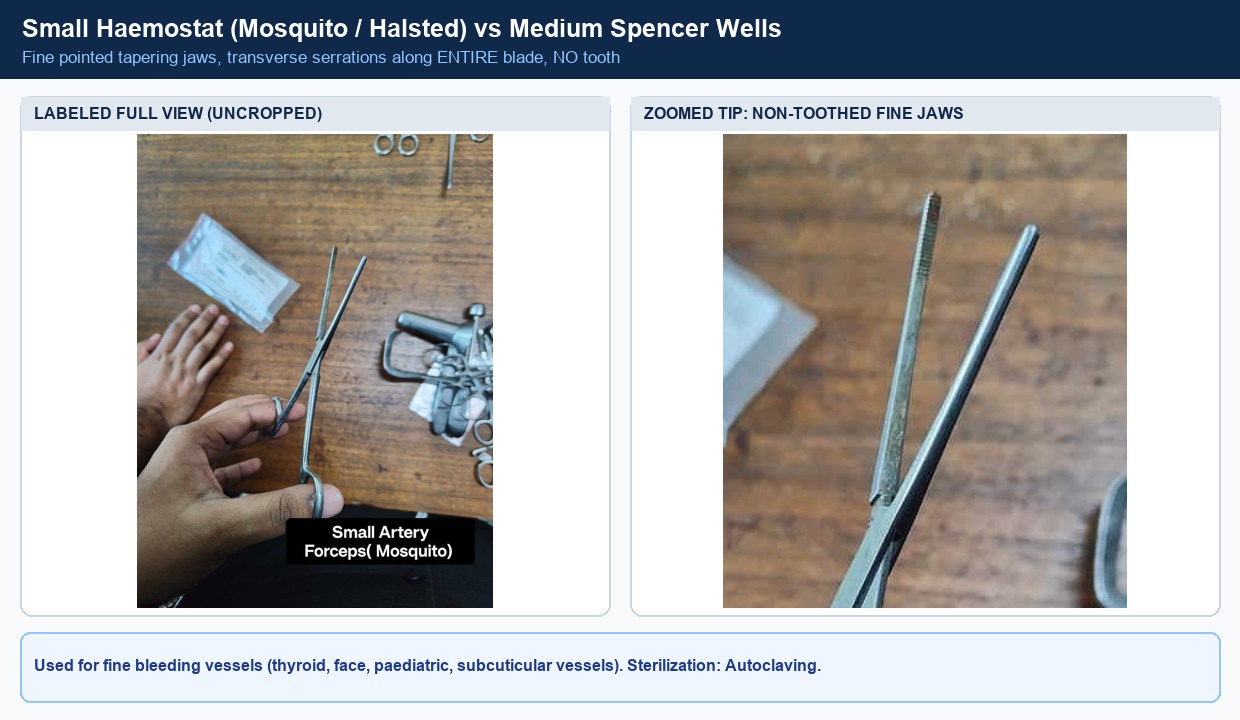 Small Haemostat (Mosquito / Halsted) vs Medium Spencer Wells
Fine pointed tapering jaws, transverse serrations along ENTIRE blade, NO tooth
LABELED FULL VIEW (UNCROPPED)
ZOOMED TIP: NON-TOOTHED FINE JAWS
Small Artery
Forceps( Mosquito)
Used for fine bleeding vessels (thyroid, face, paediatric, subcuticular vessels). Sterilization: Autoclaving.